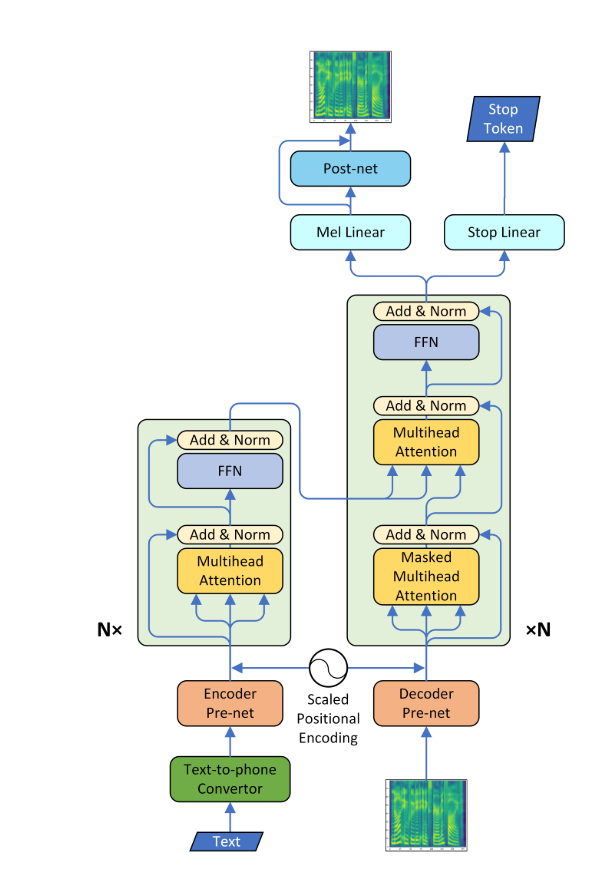 Stop
Token
Post-net
Mel Linear
Stop Linear
Add & Norm
FFN
Add & Norm
Multihead
Attention
Add & Norm
FFN
Add & Norm
Multihead
Attention
Add & Norm
Masked
Multihead
Attention
N×
×N
Encoder
Pre-net
Scaled
Positional
Encoding
Decoder
Pre-net
Text-to-phone
Convertor
Text